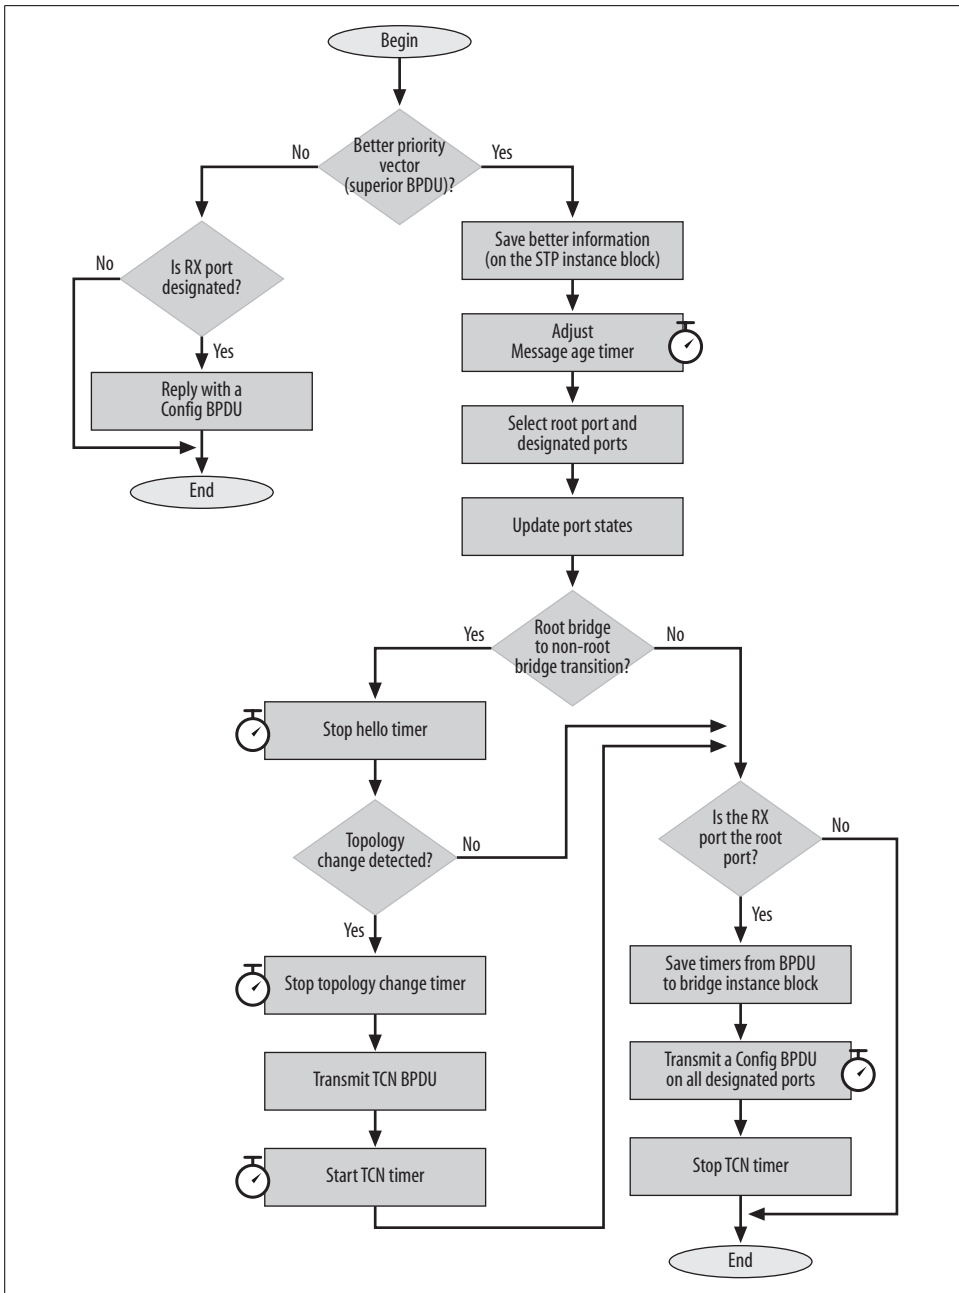 Begin
Better priority
vector
(superior BPDU)?
No
Yes
Is RX port
designated?
No
Yes
Reply with a
Config BPDU
End
Save better information
(on the STP instance block)
Adjust
Message age timer
Select root port and
designated ports
Update port states
Root bridge
to non-root
bridge transition?
Yes
No
Stop hello timer
Topology
change detected?
No
Yes
Stop topology change timer
Transmit TCN BPDU
Start TCN timer
Is the RX
port the root
port?
No
Yes
Save timers from BPDU
to bridge instance block
Transmit a Config BPDU
on all designated ports
Stop TCN timer
End